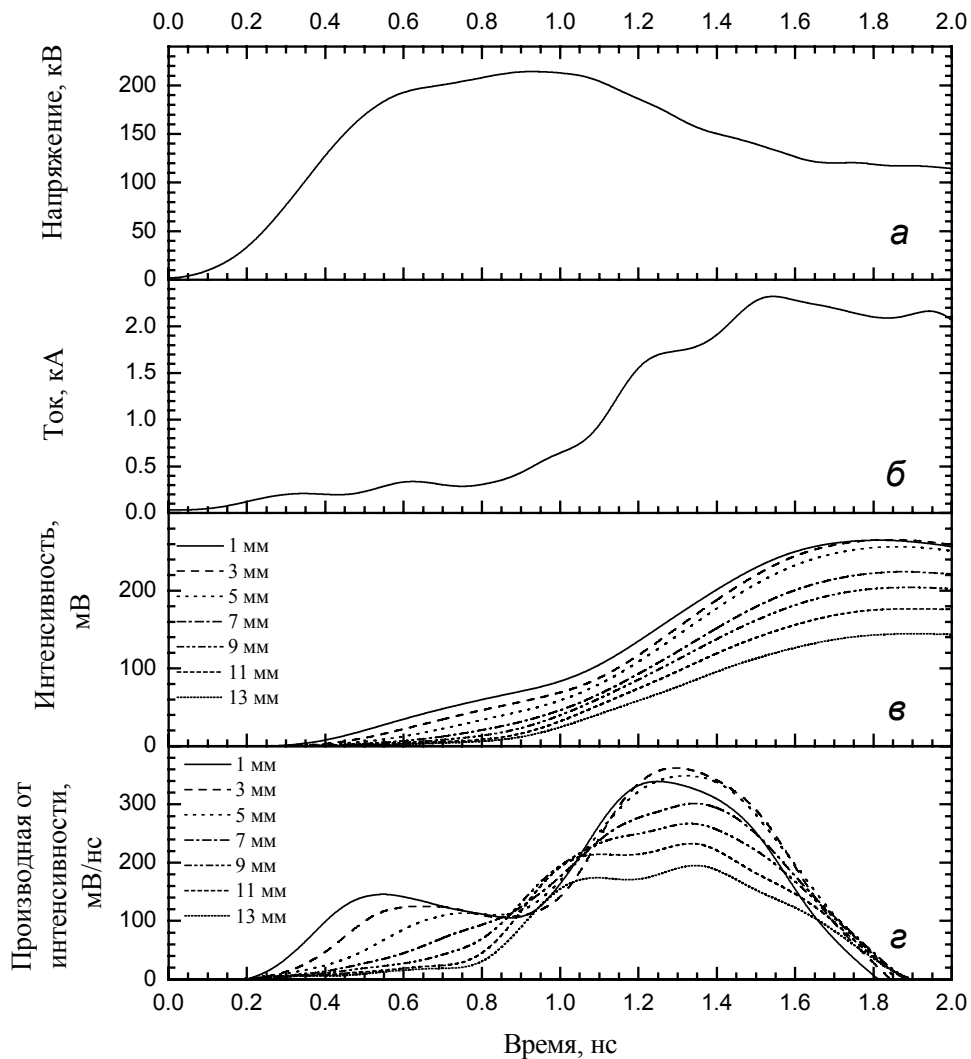 0.0 0.2 0.4 0.6 0.8 1.0 1.2 1.4 1.6 1.8 2.0
Напряжение, кВ
200
150
100
50
0
а
Ток, кА
2.0
1.5
1.0
0.5
0.0
б
Интенсивность,
мВ
200
100
0
1 мм
3 мм
5 мм
7 мм
9 мм
11 мм
13 мм
в
Производная от
интенсивности,
мВ/нс
300
200
100
0
1 мм
3 мм
5 мм
7 мм
9 мм
11 мм
13 мм
г
0.0 0.2 0.4 0.6 0.8 1.0 1.2 1.4 1.6 1.8 2.0
Время, нс